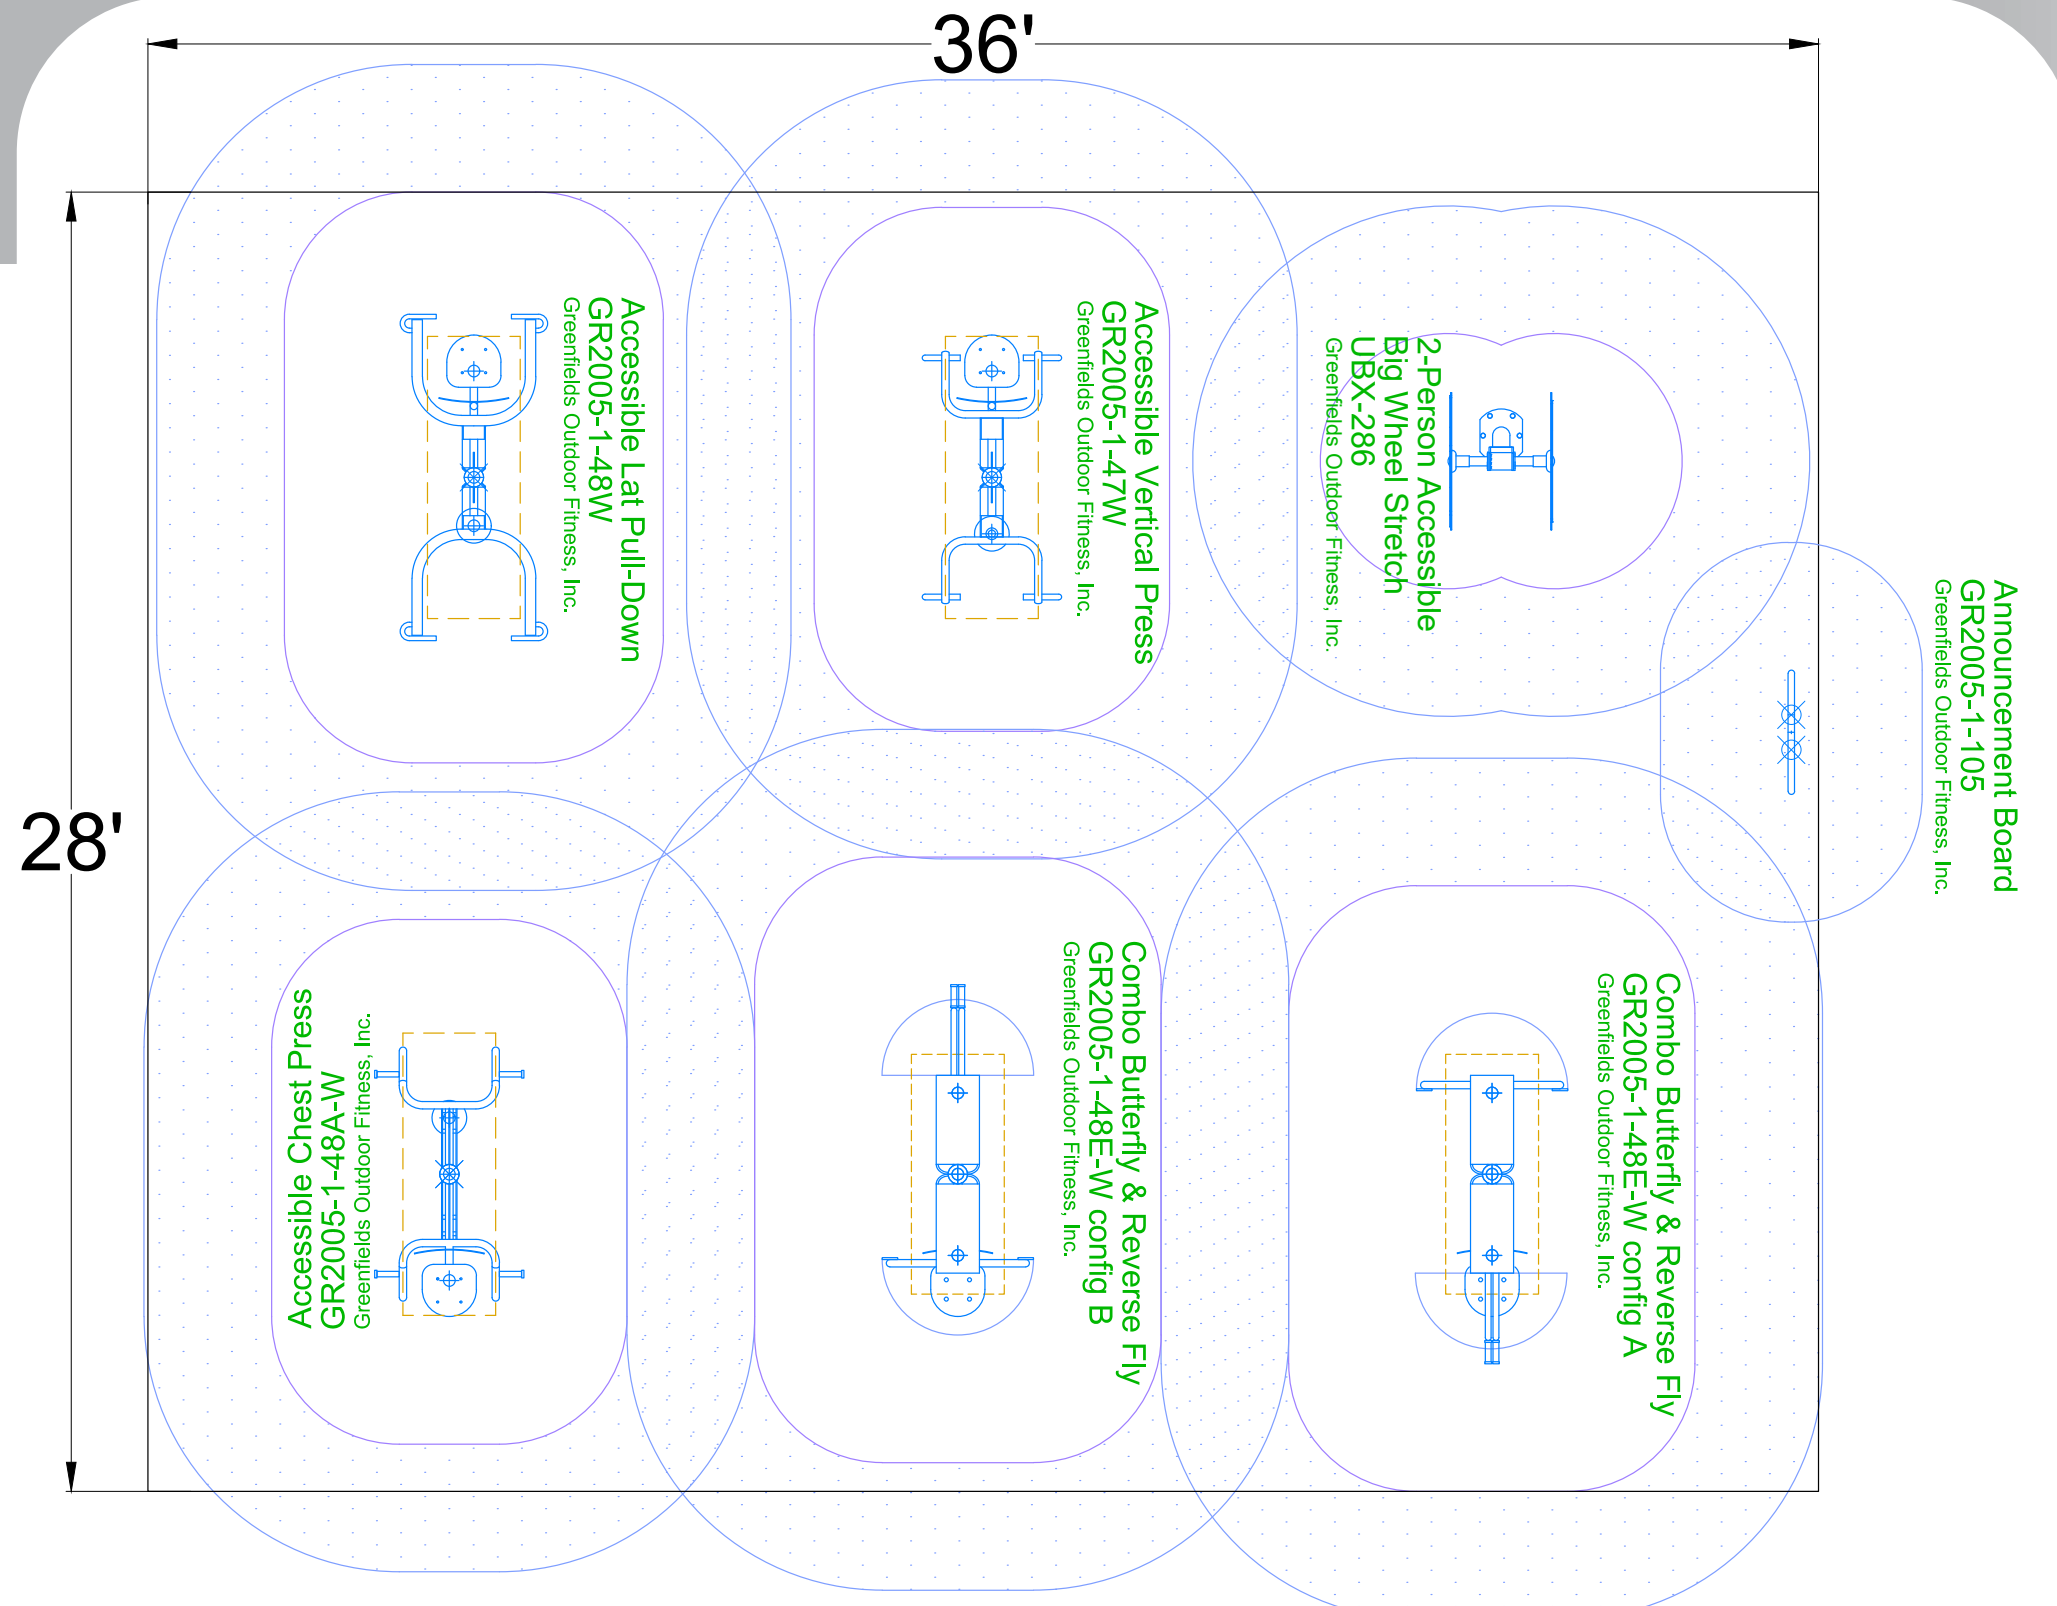 36'
28'
Accessible Lat Pull-Down
GR2005-1-48W
Greenfields Outdoor Fitness, Inc.
Accessible Vertical Press
GR2005-1-47W
Greenfields Outdoor Fitness, Inc.
2-Person Accessible
Big Wheel Stretch
UBX-286
Greenfields Outdoor Fitness, Inc.
Announcement Board
GR2005-1-105
Greenfields Outdoor Fitness, Inc.
Accessible Chest Press
GR2005-1-48A-W
Greenfields Outdoor Fitness, Inc.
Combo Butterfly & Reverse Fly
GR2005-1-48E-W config B
Greenfields Outdoor Fitness, Inc.
Combo Butterfly & Reverse Fly
GR2005-1-48E-W config A
Greenfields Outdoor Fitness, Inc.